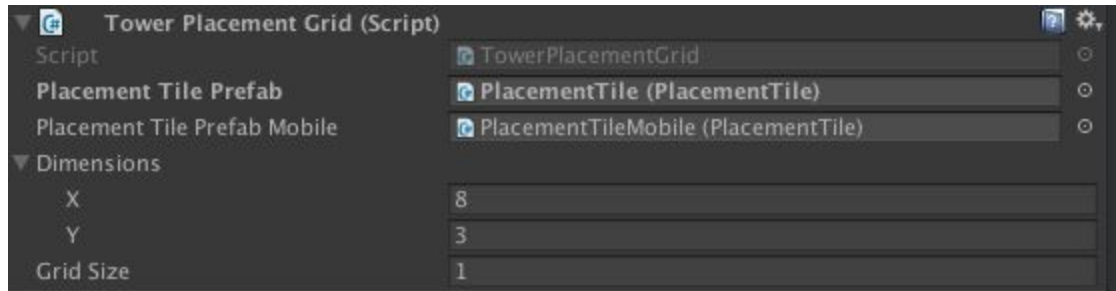 Tower Placement Grid (Script)
Script TowerPlacementGrid
Placement Tile Prefab PlacementTile (PlacementTile)
Placement Tile Prefab Mobile PlacementTileMobile (PlacementTile)
Dimensions
X 8
Y 3
Grid Size 1